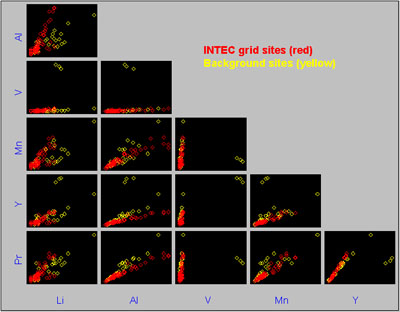 INTEC grid sites (red)
Background sites (yellow)
Al
V
Mn
Y
Pr
Li
Al
V
Mn
Y